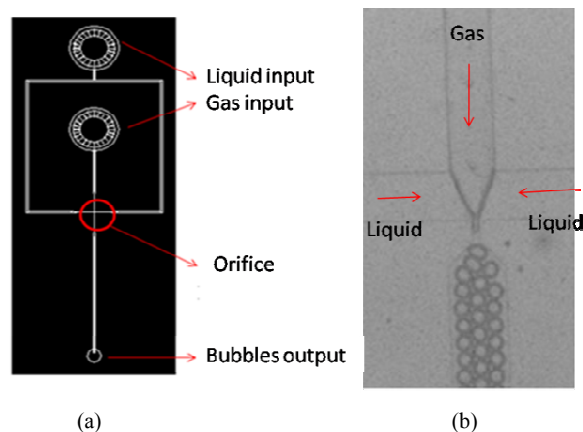 Liquid input
Gas input
Orifice
Bubbles output
(a)
Gas
Liquid
Liquid
(b)